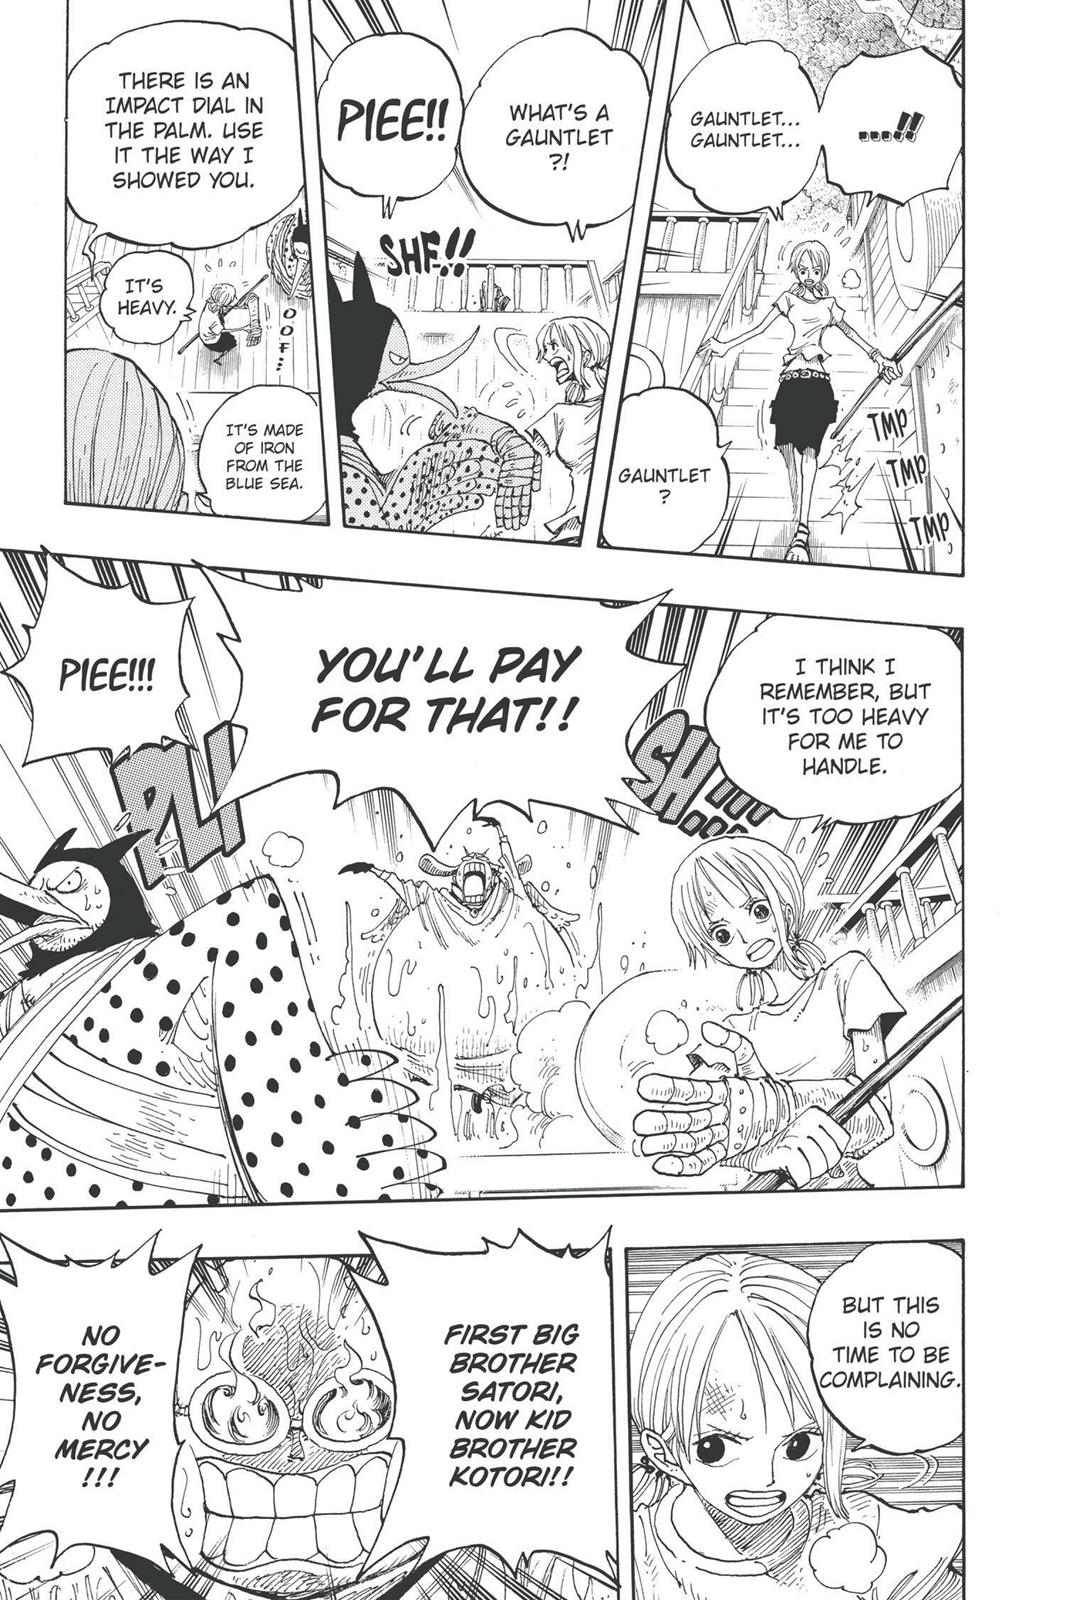 ....!!
GAUNTLET...
GAUNTLET...
GAUNTLET
?
TMP
TMP
TMP
WHAT'S A
GAUNTLET
?!
PIEE!!
SHF!!
THERE IS AN
IMPACT DIAL IN
THE PALM. USE
IT THE WAY I
SHOWED YOU.
IT'S
HEAVY.
OOF...
IT'S MADE
OF IRON
FROM THE
BLUE SEA.
I THINK I
REMEMBER, BUT
IT'S TOO HEAVY
FOR ME TO
HANDLE.
YOU'LL PAY
FOR THAT!!
PIEE!!!
BUT THIS
IS NO
TIME TO BE
COMPLAINING.
FIRST BIG
BROTHER
SATORI,
NOW KID
BROTHER
KOTORI!!
NO
FORGIVE-
NESS,
NO
MERCY
!!!